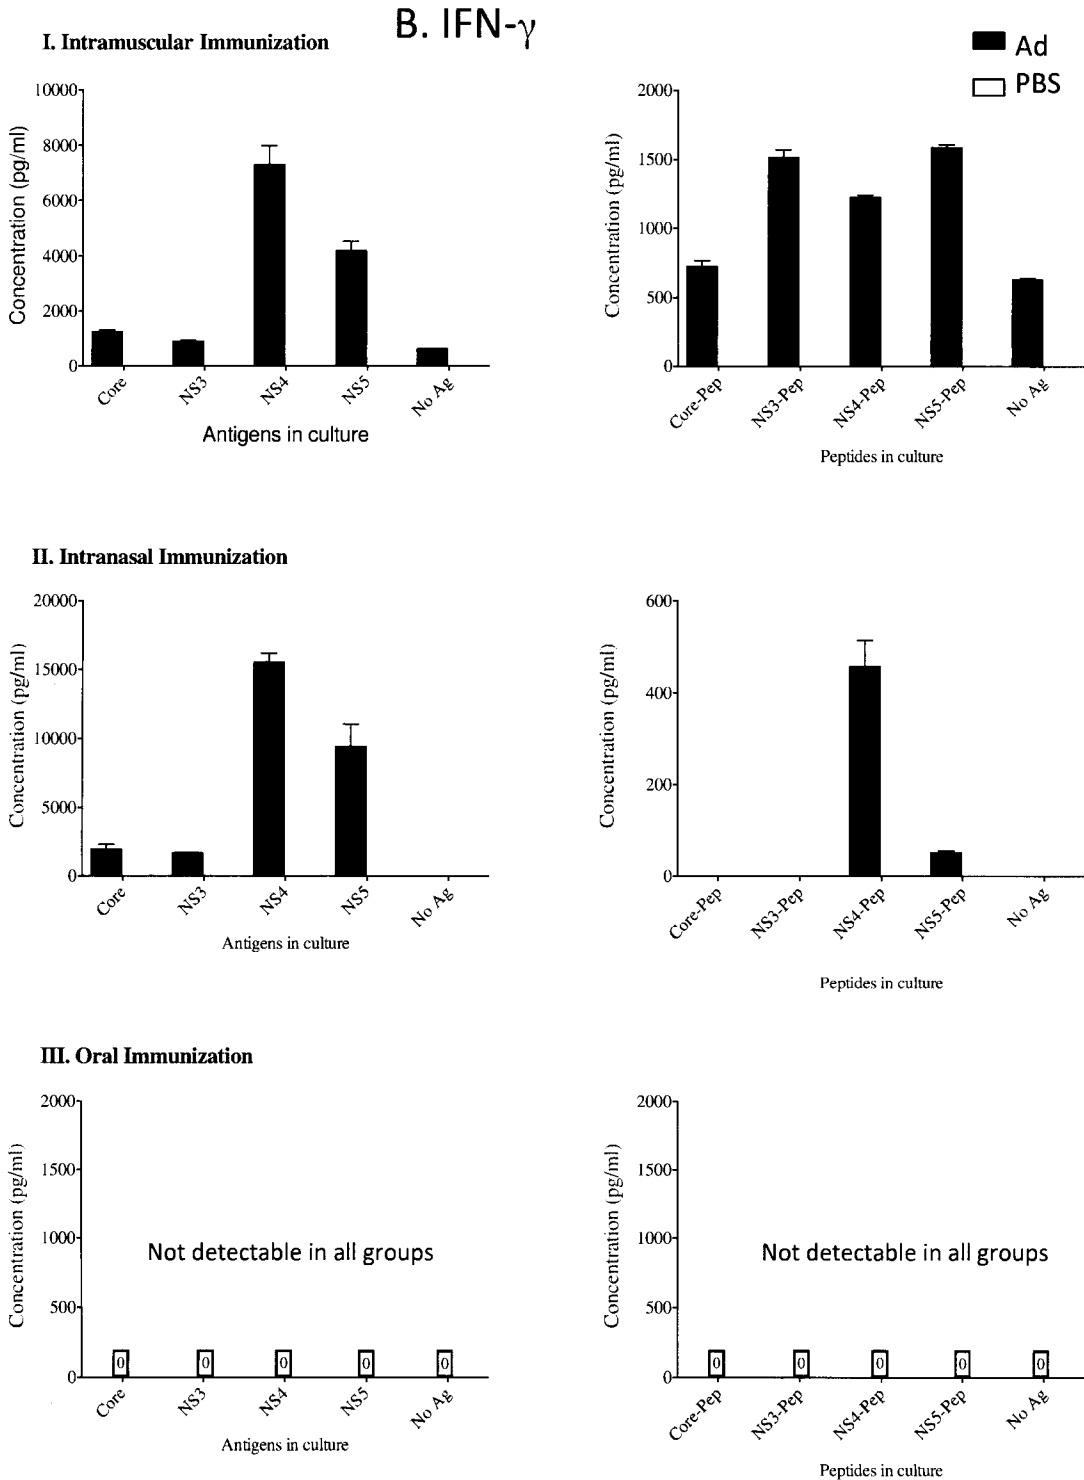 B. IFN-γ
I. Intramuscular Immunization
Ad
PBS
Concentration (pg/ml)
10000
8000
6000
4000
2000
0
Core
NS3
NS4
NS5
No Ag
Antigens in culture
Concentration (pg/ml)
2000
1500
1000
500
0
Core-Pep
NS3-Pep
NS4-Pep
NS5-Pep
No Ag
Peptides in culture
II. Intranasal Immunization
Concentration (pg/ml)
20000
15000
10000
5000
0
Core
NS3
NS4
NS5
No Ag
Antigens in culture
Concentration (pg/ml)
600
400
200
0
Core-Pep
NS3-Pep
NS4-Pep
NS5-Pep
No Ag
Peptides in culture
III. Oral Immunization
Concentration (pg/ml)
2000
1500
1000
500
0
Not detectable in all groups
0 0 0 0 0
Core
NS3
NS4
NS5
No Ag
Antigens in culture
Concentration (pg/ml)
2000
1500
1000
500
0
Not detectable in all groups
0 0 0 0 0
Core-Pep
NS3-Pep
NS4-Pep
NS5-Pep
No Ag
Peptides in culture